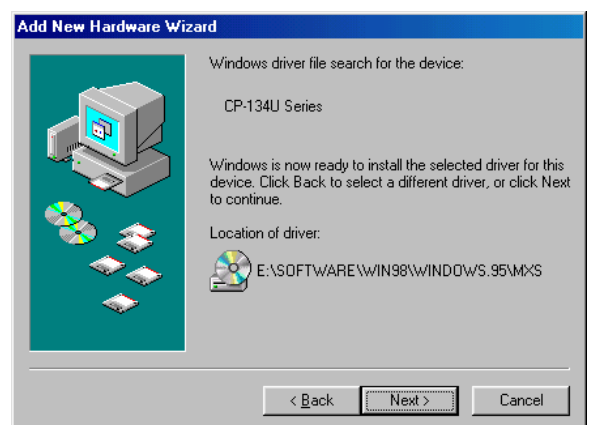 Add New Hardware Wizard
Windows driver file search for the device:
CP-134U Series
Windows is now ready to install the selected driver for this
device. Click Back to select a different driver, or click Next
to continue.
Location of driver:
E:\SOFTWARE\WIN98\WINDOWS.95\MXS
< Back
Next >
Cancel